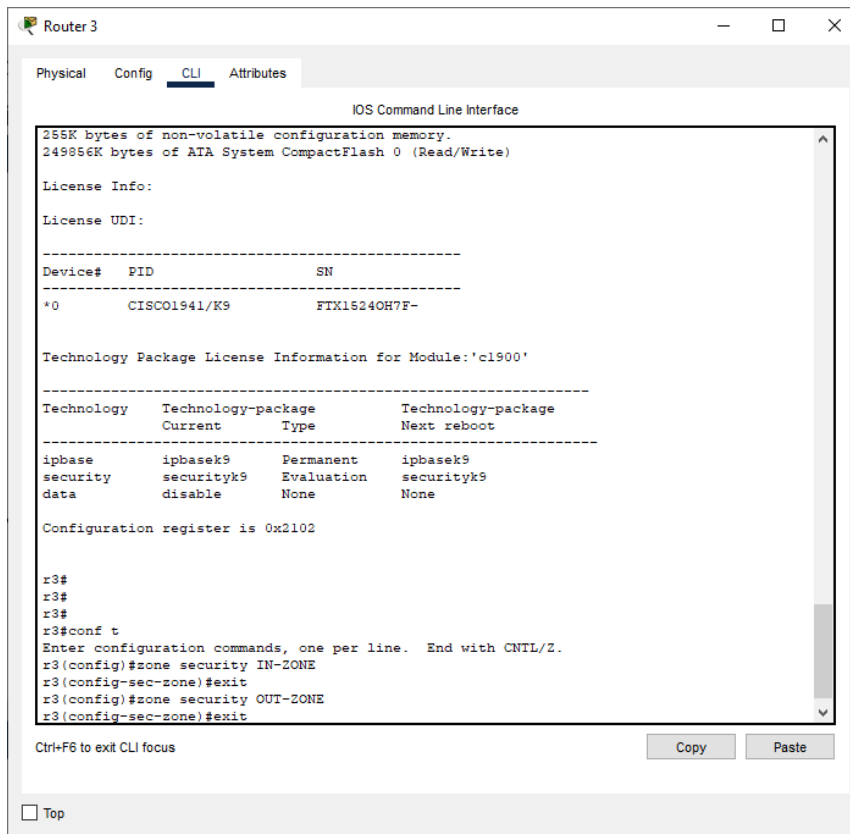 Router 3
Physical Config CLI Attributes
IOS Command Line Interface
255K bytes of non-volatile configuration memory.
249856K bytes of ATA System CompactFlash 0 (Read/Write)
License Info:
License UDI:
-------------------------------------------------
Device# PID SN
-------------------------------------------------
*0 CISCO1941/K9 FTX1524OH7F-
Technology Package License Information for Module:'c1900'
----------------------------------------------------------------
Technology Technology-package Technology-package
Current Type Next reboot
-----------------------------------------------------------------
ipbase ipbasek9 Permanent ipbasek9
security securityk9 Evaluation securityk9
data disable None None
Configuration register is 0x2102
r3#
r3#
r3#
r3#conf t
Enter configuration commands, one per line. End with CNTL/Z.
r3(config)#zone security IN-ZONE
r3(config-sec-zone)#exit
r3(config)#zone security OUT-ZONE
r3(config-sec-zone)#exit
Ctrl+F6 to exit CLI focus
Copy Paste
Top